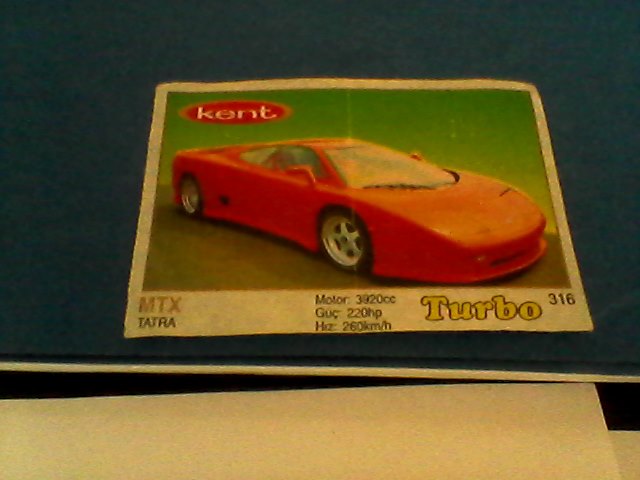 kent
MTX
TATRA
Motor: 3920cc
Güç: 220hp
Hız: 260km/h
Turbo
316